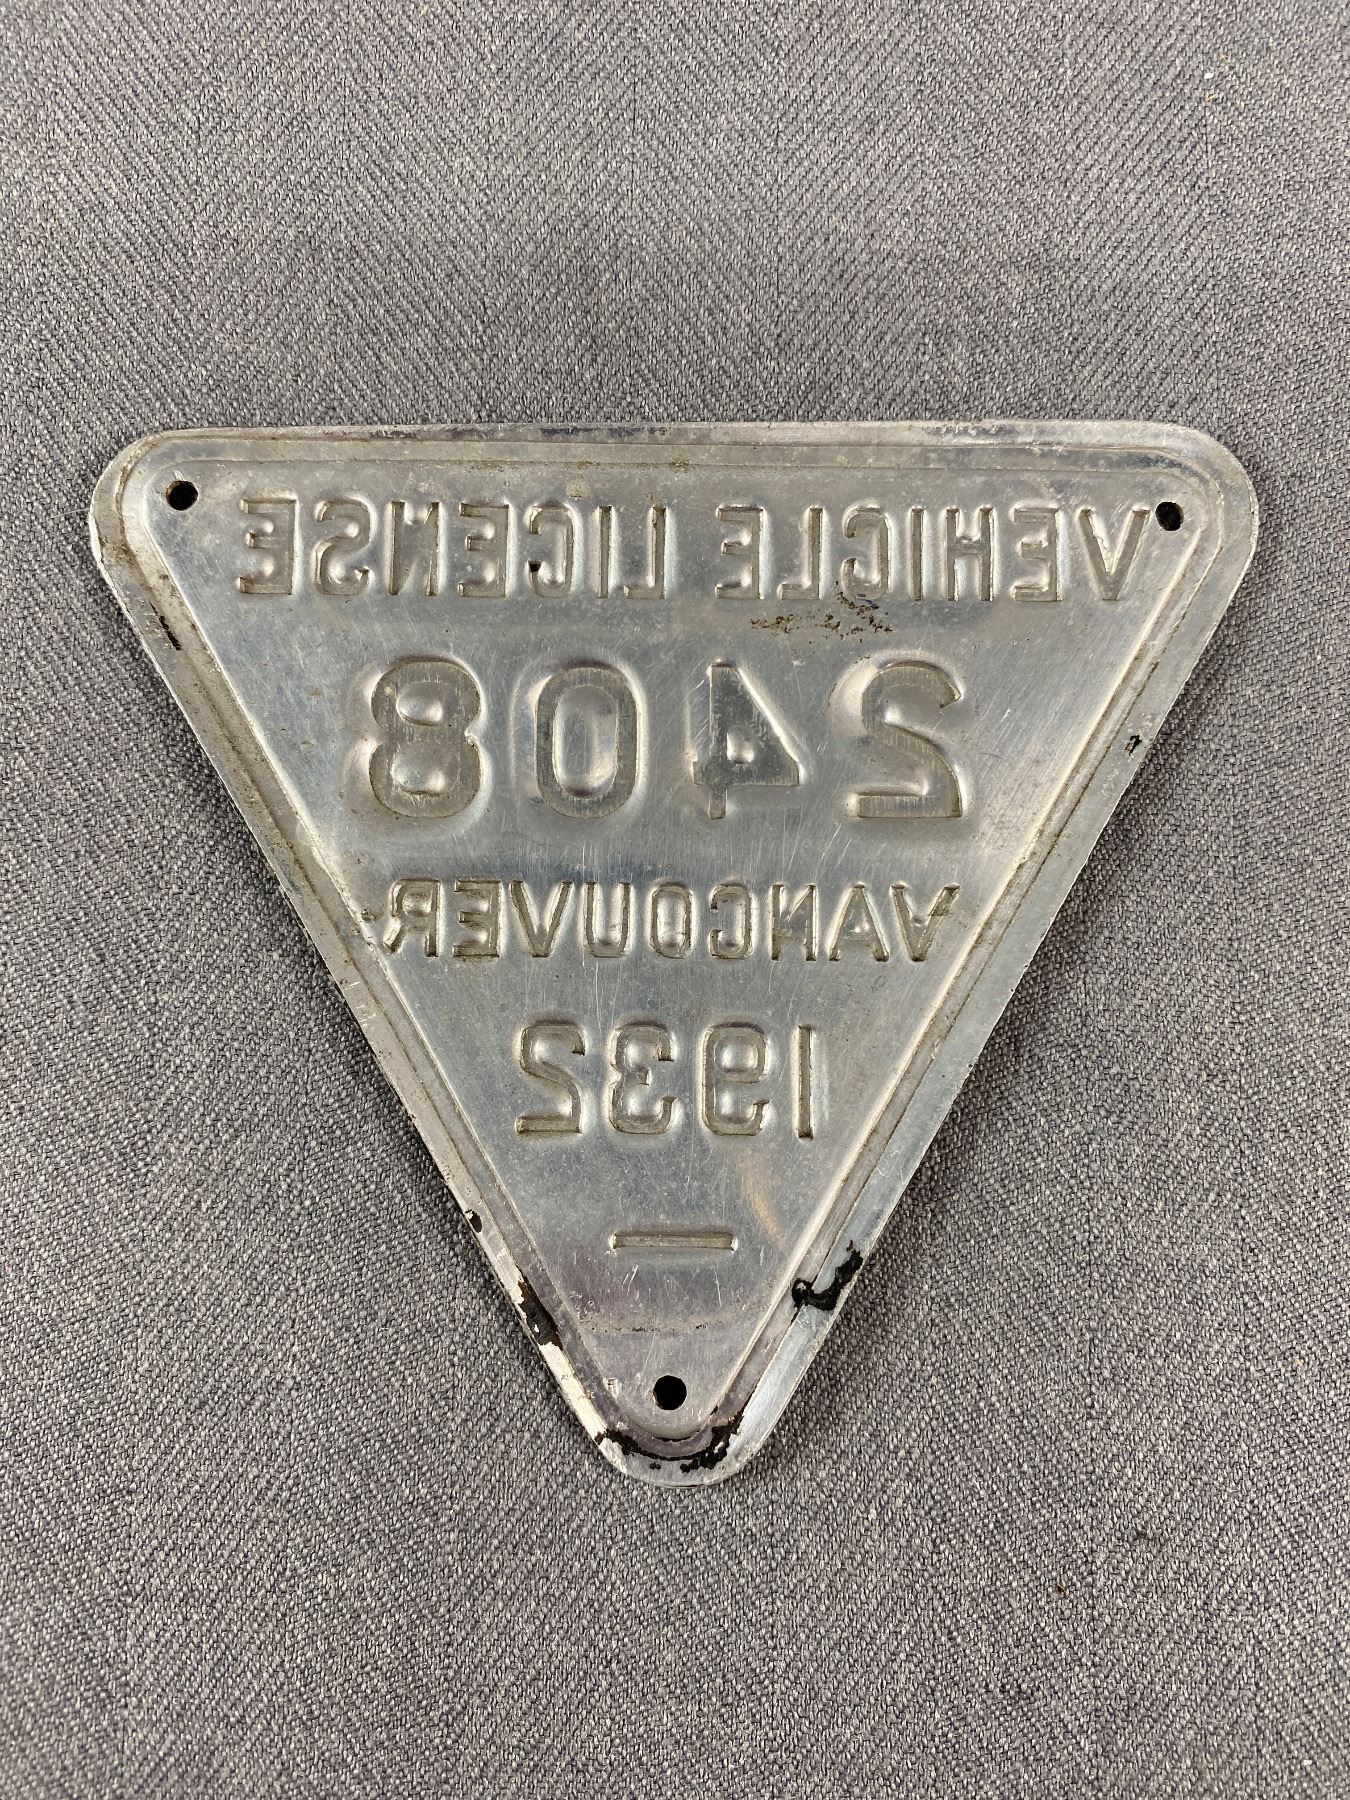 VEHICLE LICENSE
2408
VANCOUVER
1932
—